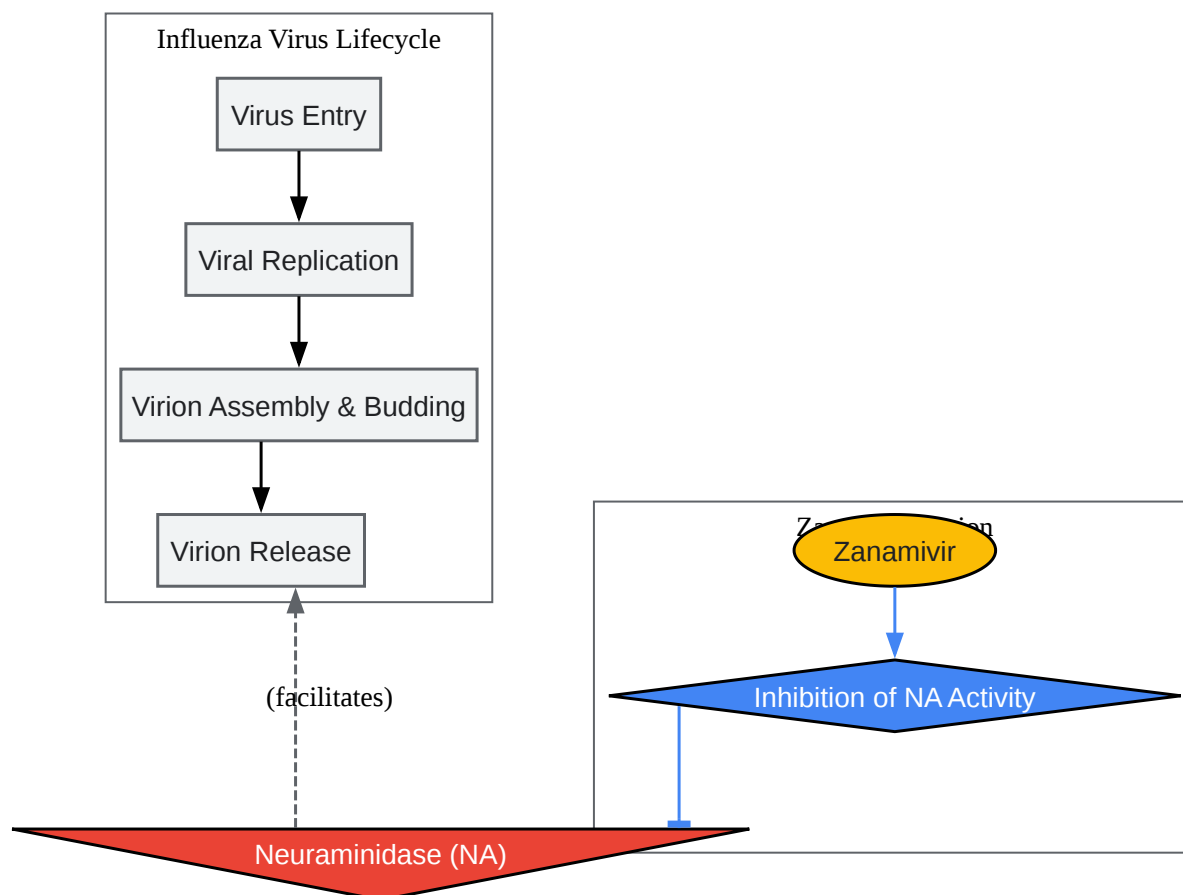 Influenza Virus Lifecycle
Virus Entry
Viral Replication
Virion Assembly & Budding
Virion Release
Zanamivir
(facilitates)
Inhibition of NA Activity
Neuraminidase (NA)